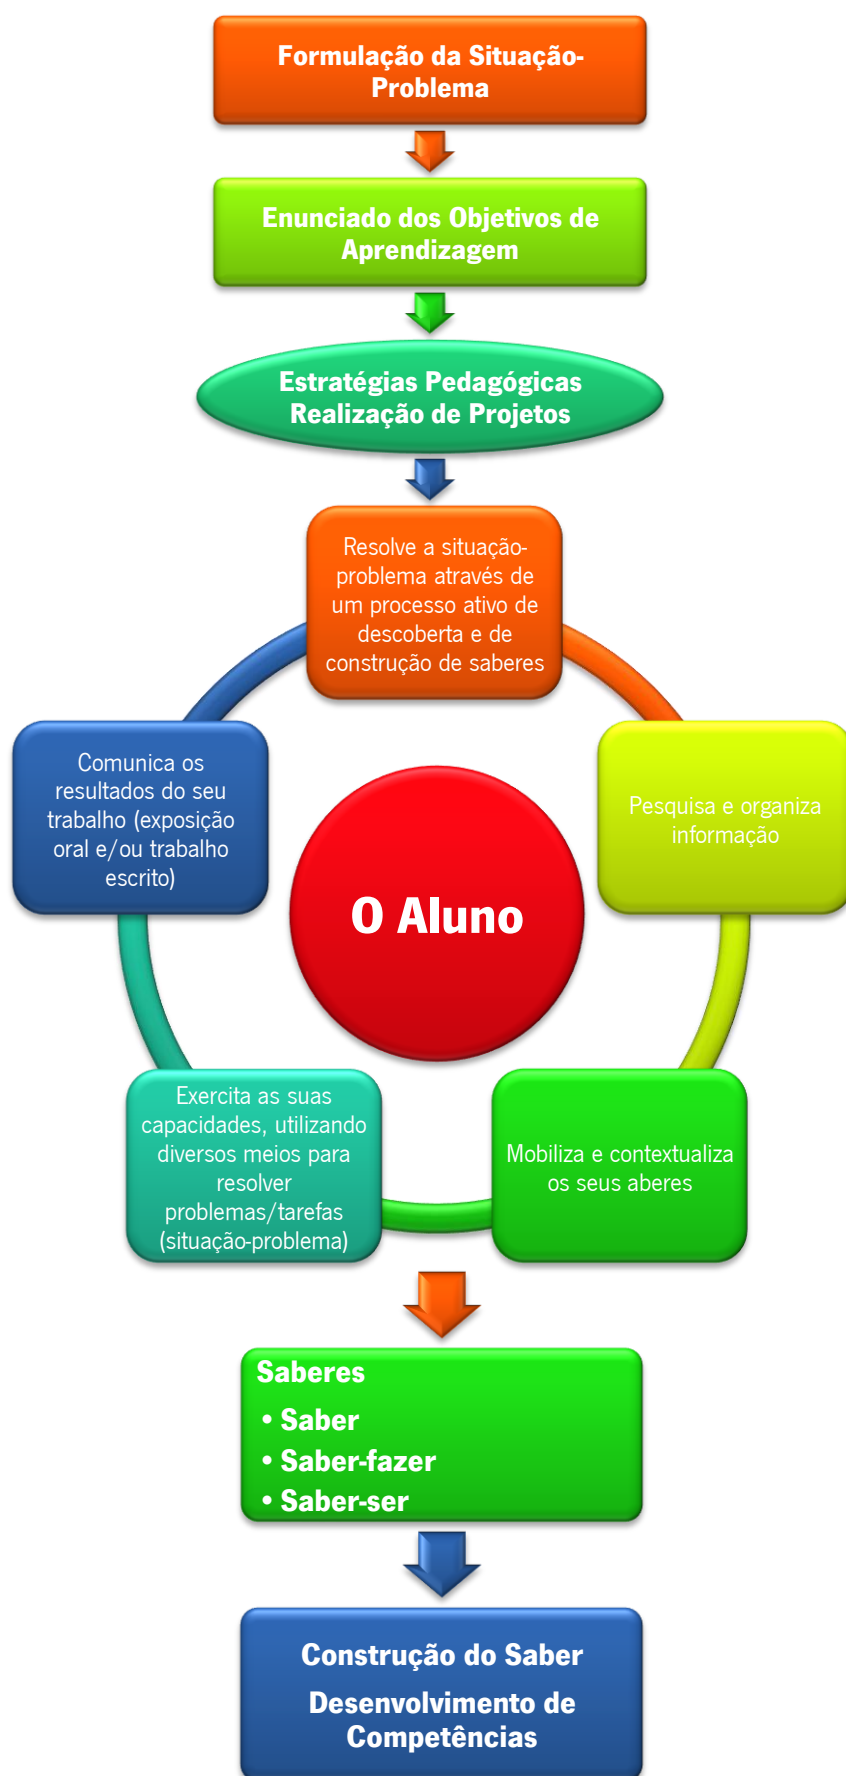 Formulação da Situação-
Problema
Enunciado dos Objetivos de
Aprendizagem
Estratégias Pedagógicas
Realização de Projetos
Resolve a situação-
problema através de
um processo ativo de
descoberta e de
construção de saberes
Comunica os
resultados do seu
trabalho (exposição
oral e/ou trabalho
escrito)
Pesquisa e organiza
informação
O Aluno
Exercita as suas
capacidades, utilizando
diversos meios para
resolver
problemas/tarefas
(situação-problema)
Mobiliza e contextualiza
os seus aberes
Saberes
• Saber
• Saber-fazer
• Saber-ser
Construção do Saber
Desenvolvimento de
Competências